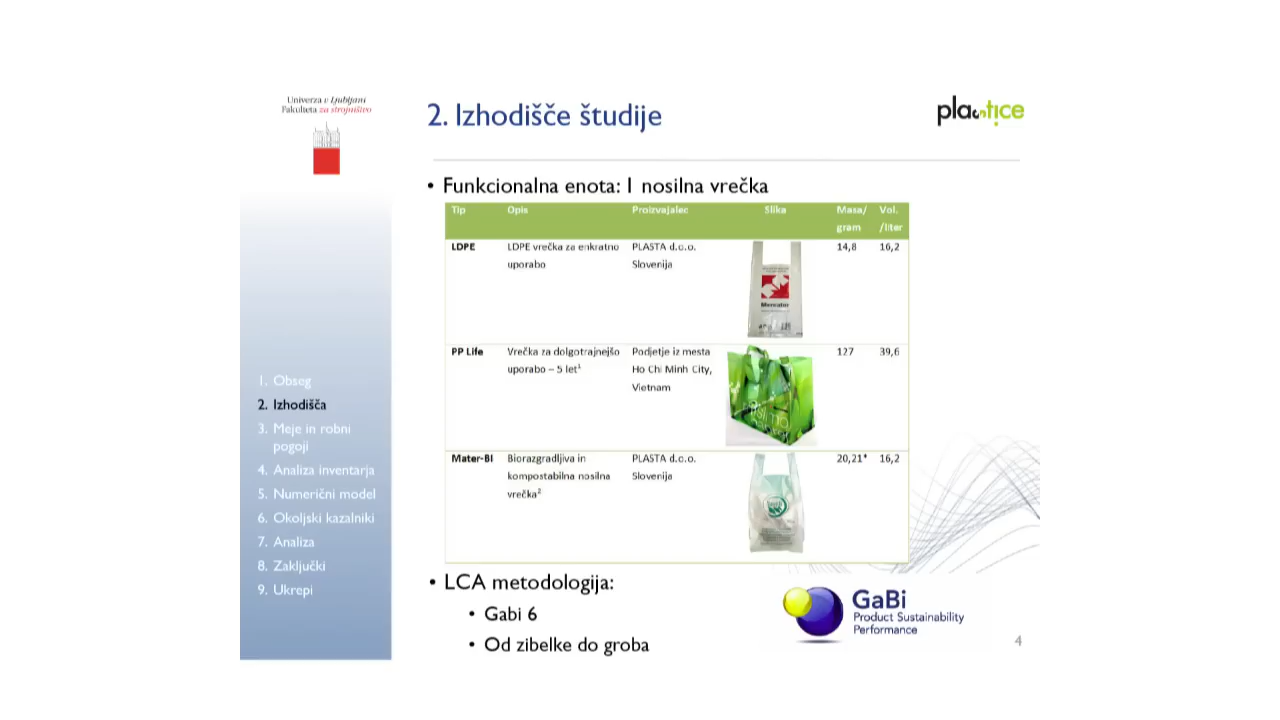 Univerza v Ljubljani
Fakulteta za strojništvo
2. Izhodišče študije
plastice
• Funkcionalna enota: 1 nosilna vrečka
Tip Opis Proizvajalec Slika Masa/ Vol.
gram /liter
LDPE LDPE vrečka za enkratno PLASTA d.o.o. 14,8 16,2
uporabo Slovenija
Mercator
PP Life Vrečka za dolgotrajnejšo Podjetje iz mesta 127 39,6
uporabo – 5 let¹ Ho Chi Minh City,
Vietnam
Mater-BI Biorazgradljiva in PLASTA d.o.o. 20,21* 16,2
kompostabilna nosilna Slovenija
vrečka²
1. Obseg
2. Izhodišča
3. Meje in robni
pogoji
4. Analiza inventarja
5. Numerični model
6. Okoljski kazalniki
7. Analiza
8. Zaključki
9. Ukrepi
• LCA metodologija:
• Gabi 6
• Od zibelke do groba
GaBi
Product Sustainability
Performance
4